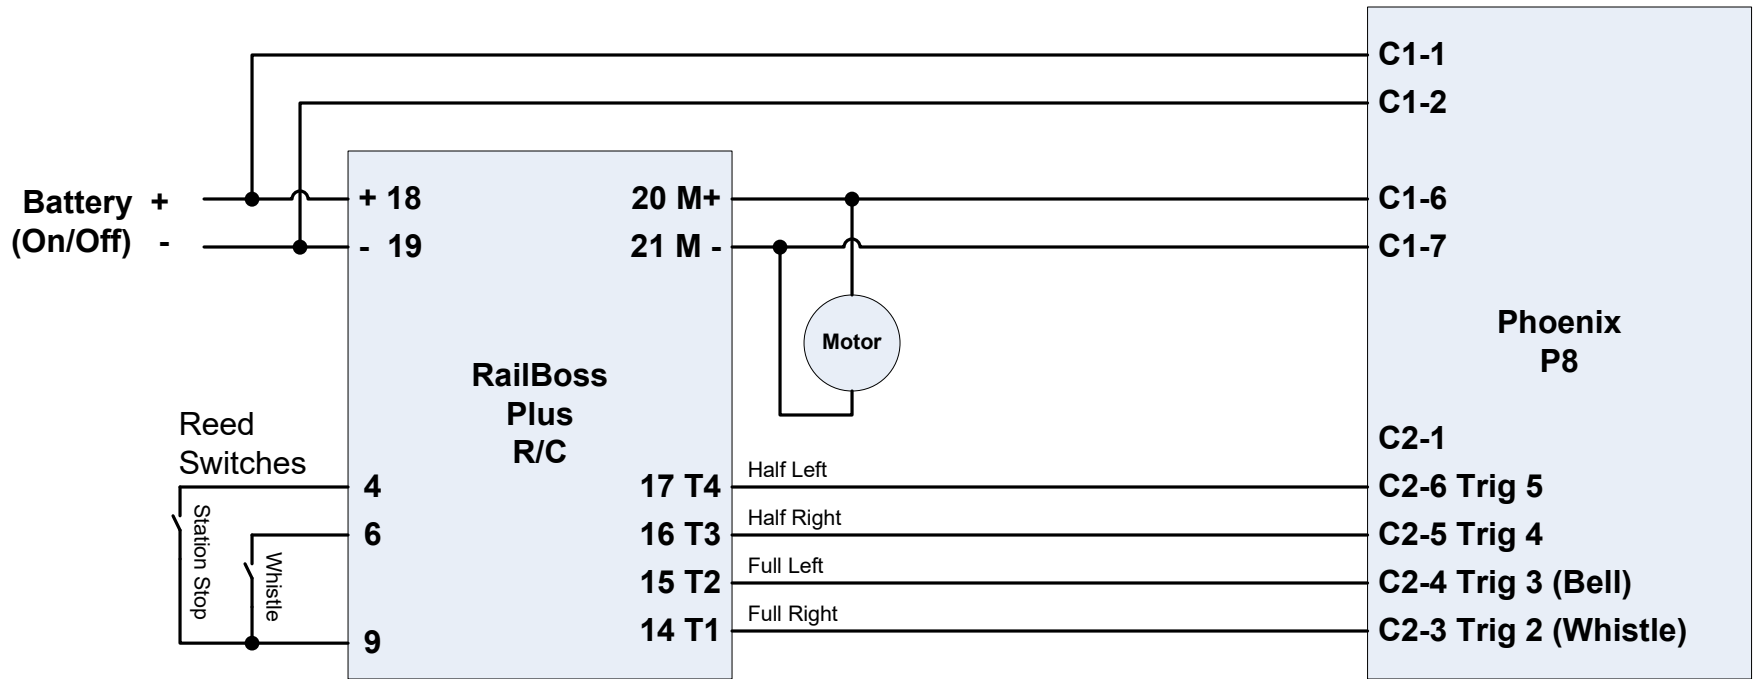 C1-1
C1-2
Battery +
(On/Off) -
+ 18
- 19
20 M+
21 M -
C1-6
C1-7
Motor
Phoenix
P8
RailBoss
Plus
R/C
Reed
Switches
4
6
9
Station Stop
Whistle
17 T4
16 T3
15 T2
14 T1
Half Left
Half Right
Full Left
Full Right
C2-1
C2-6 Trig 5
C2-5 Trig 4
C2-4 Trig 3 (Bell)
C2-3 Trig 2 (Whistle)